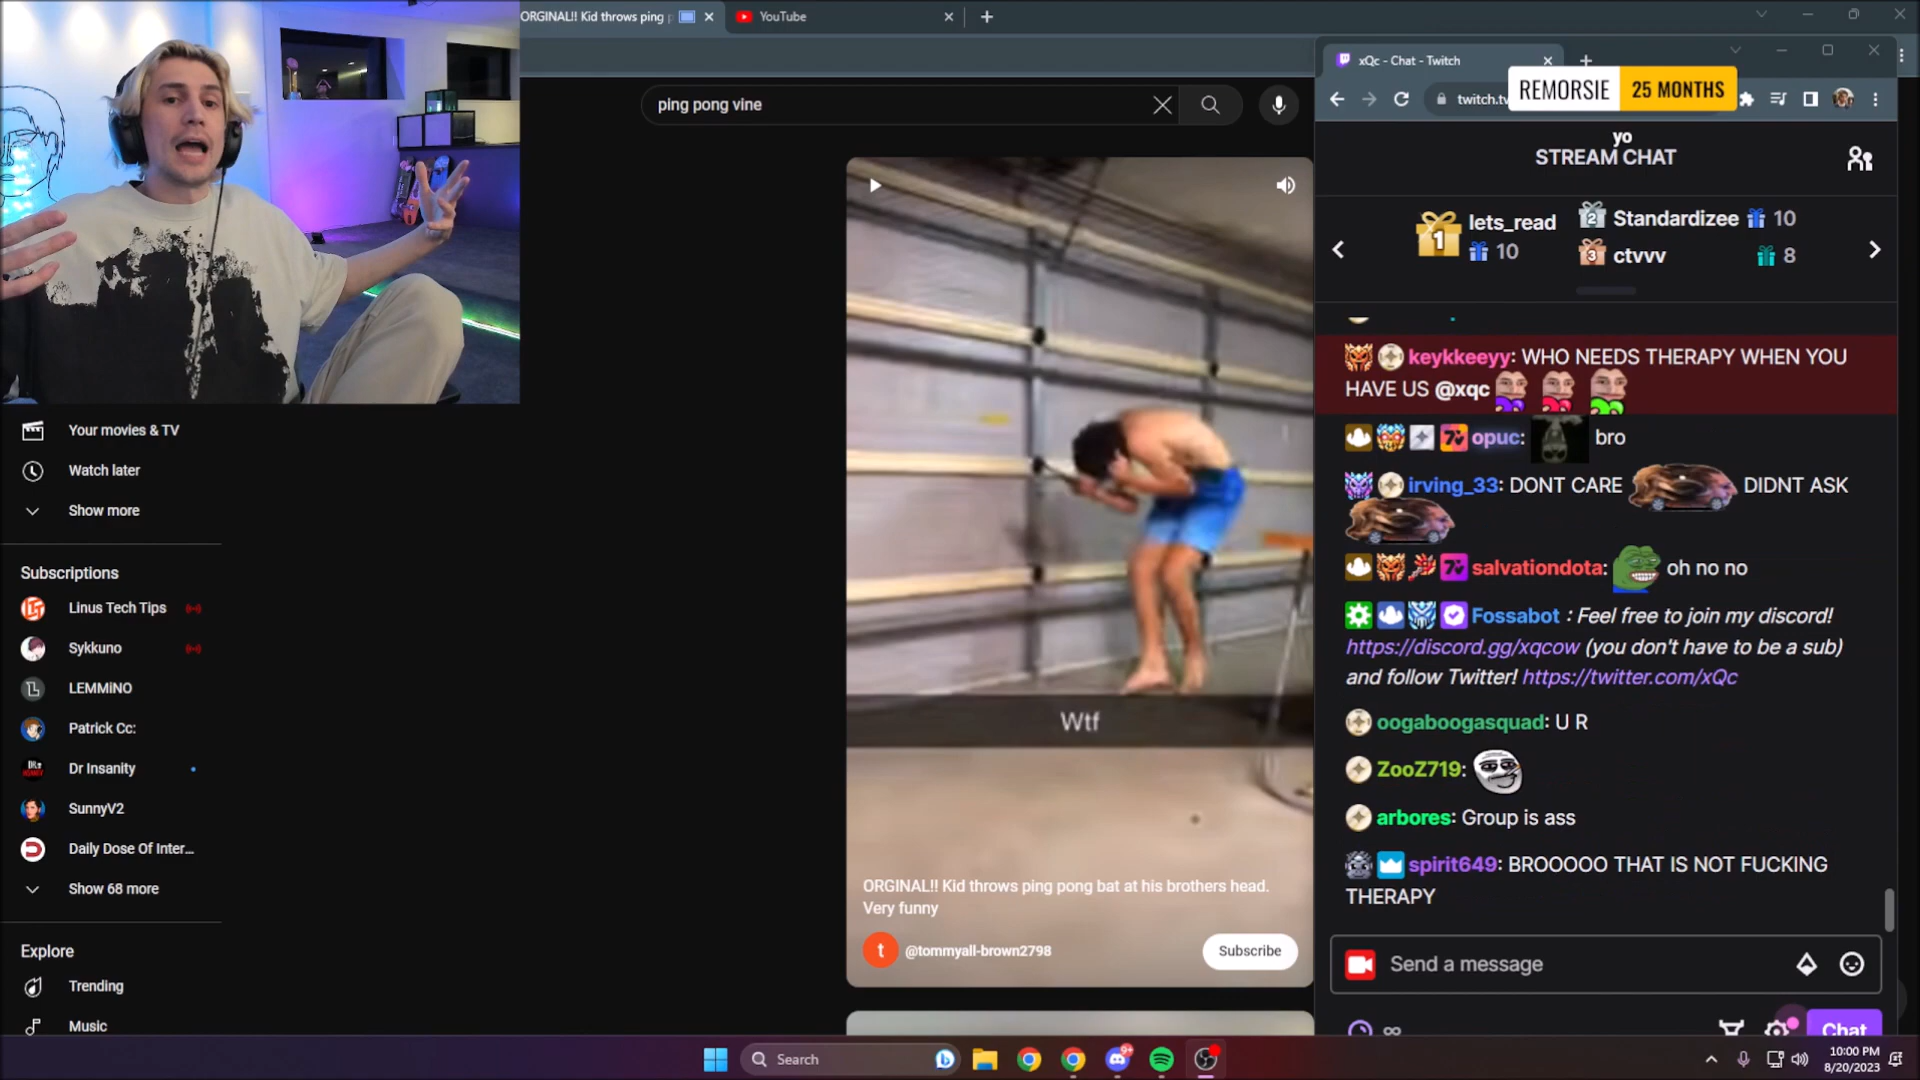 ORGINAL!! Kid throws ping p
YouTube
ping pong vine
xQc - Chat - Twitch
twitch.tv
REMORSIE 25 MONTHS
yo
STREAM CHAT
1 lets_read
10
2 Standardizee 10
3 ctvvv 8
keykkeeyy: WHO NEEDS THERAPY WHEN YOU
HAVE US @xqc
opuc: bro
irving_33: DONT CARE DIDNT ASK
salvationdota: oh no no
Fossabot : Feel free to join my discord!
https://discord.gg/xqcow (you don't have to be a sub)
and follow Twitter! https://twitter.com/xQc
oogaboogasquad: U R
ZooZ719:
arbores: Group is ass
spirit649: BROOOOO THAT IS NOT FUCKING
THERAPY
Send a message
Chat
Your movies & TV
Watch later
Show more
Subscriptions
Linus Tech Tips
Sykkuno
LEMMiNO
Patrick Cc:
Dr Insanity
SunnyV2
Daily Dose Of Inter...
Show 68 more
Explore
Trending
Music
Wtf
ORGINAL!! Kid throws ping pong bat at his brothers head.
Very funny
t @tommyall-brown2798
Subscribe
Search
9+
10:00 PM
8/20/2023